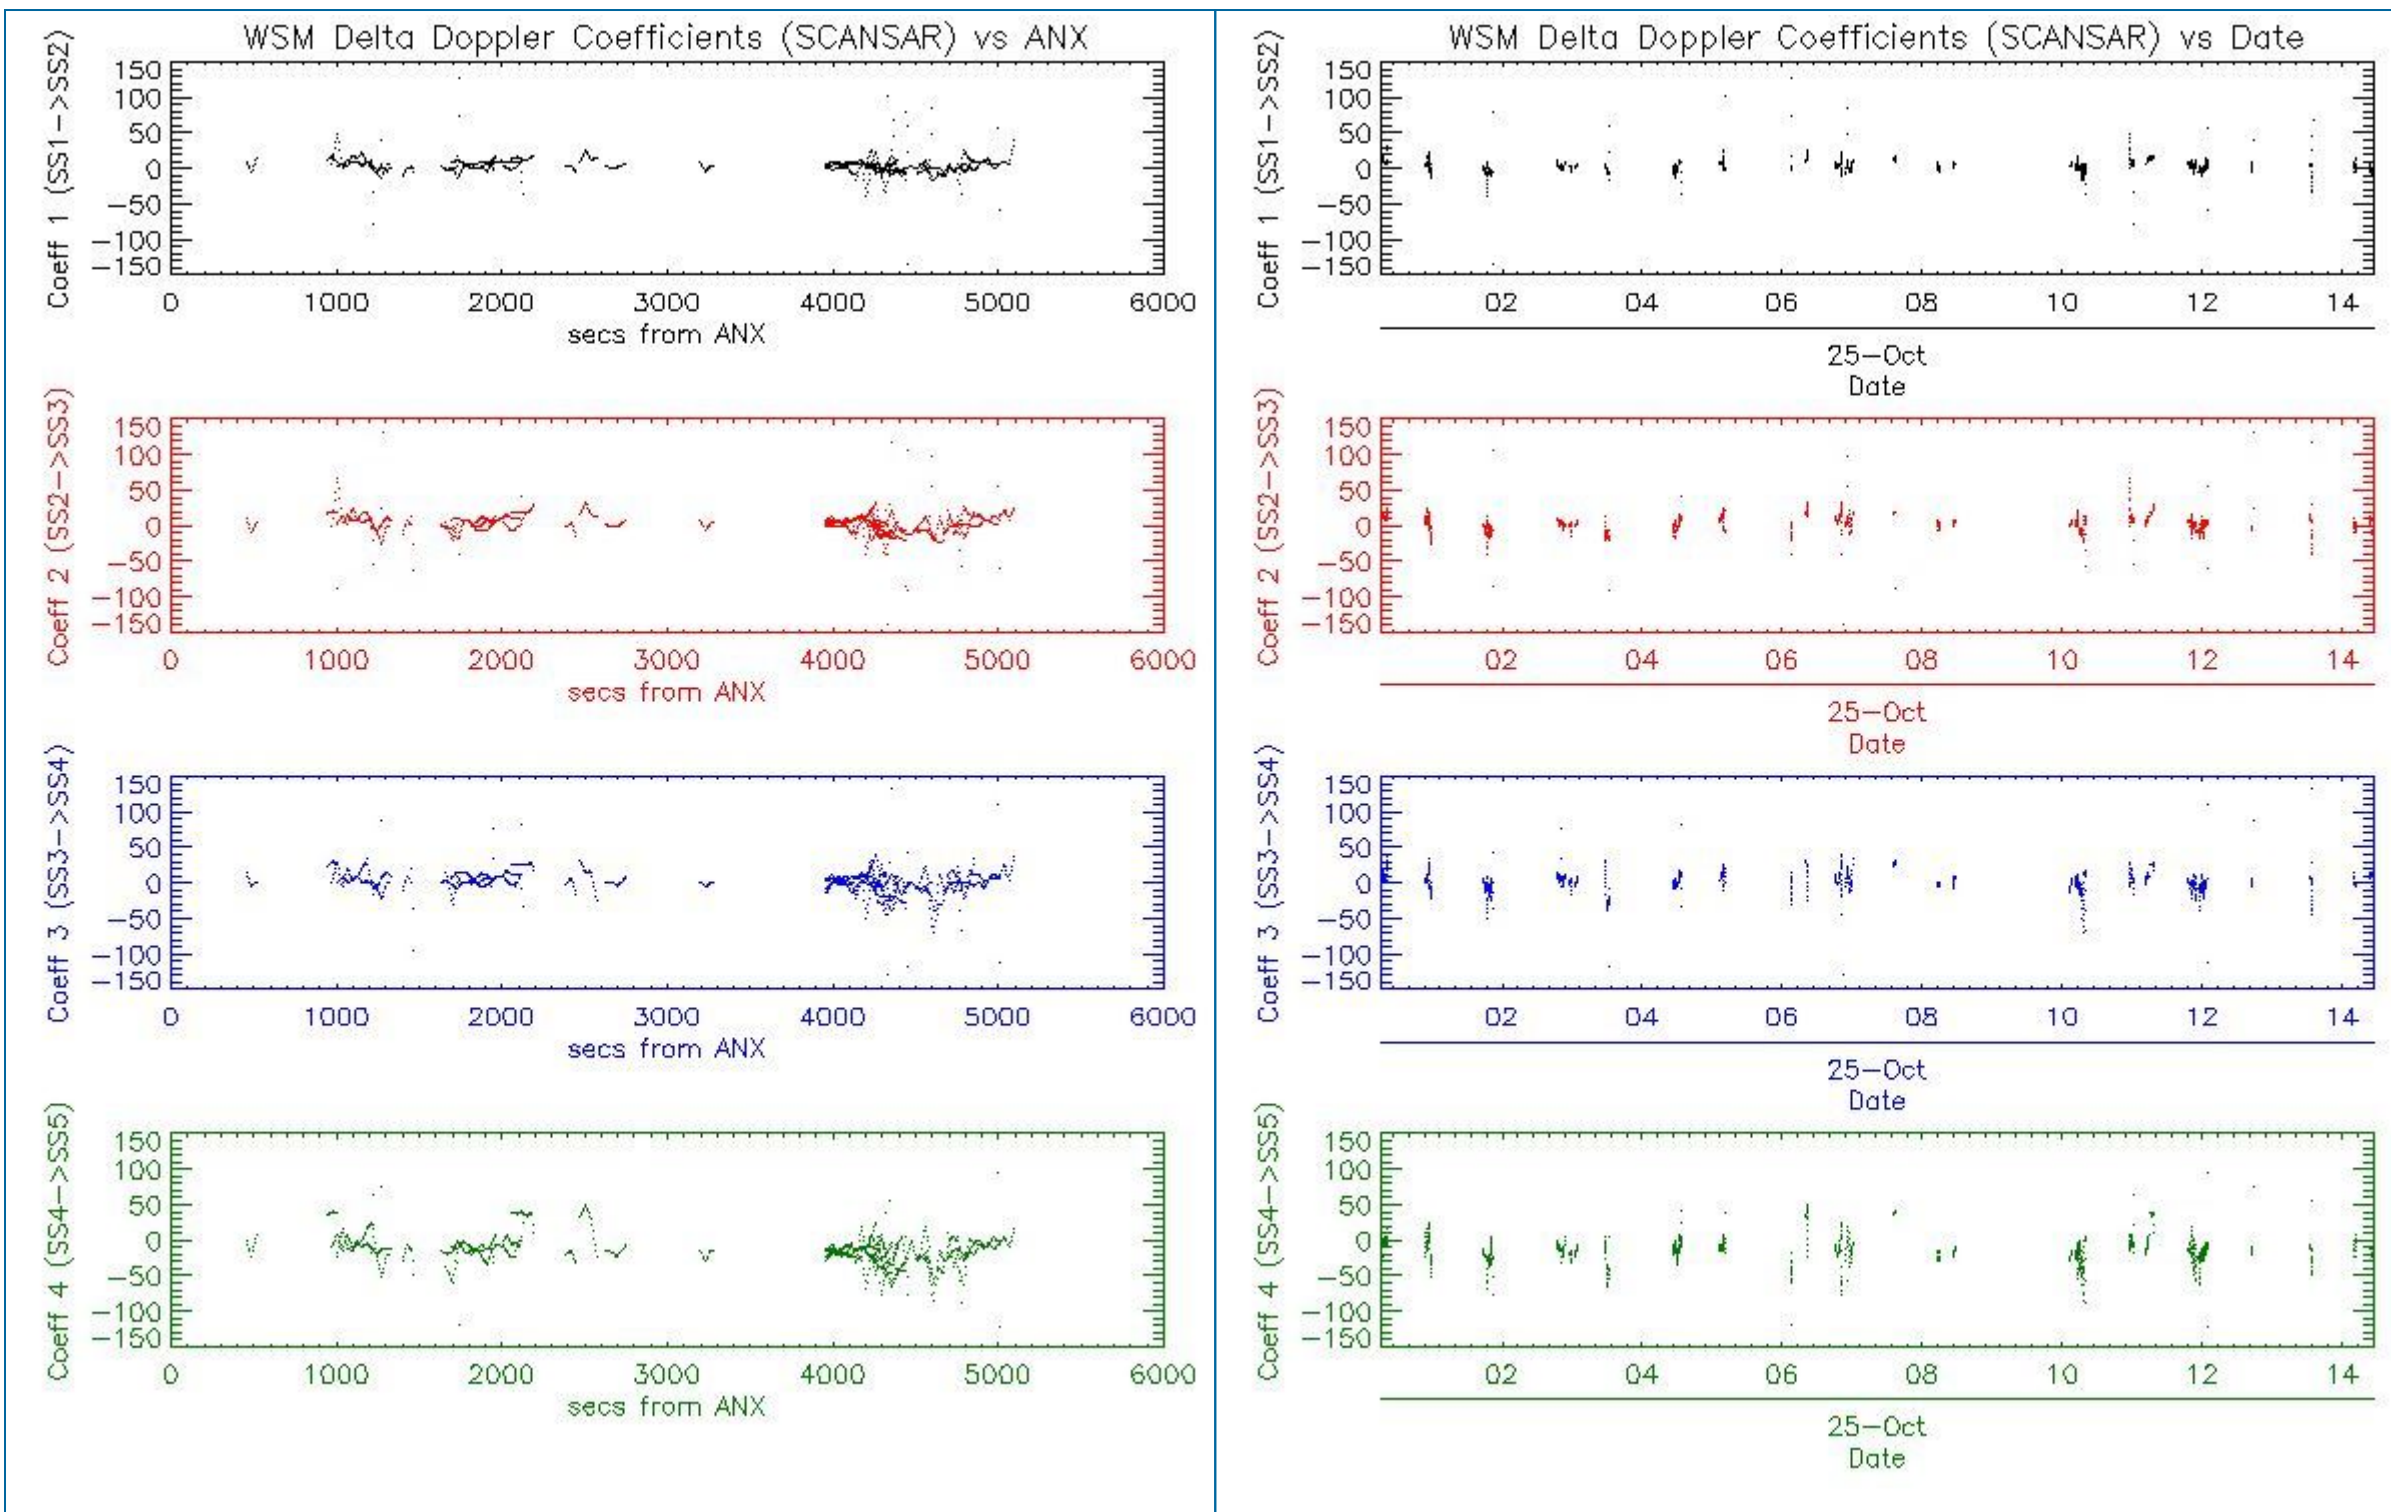 WSM Delta Doppler Coefficients (SCANSAR) vs ANX
Coeff 1 (SS1->SS2)
150
100
50
0
-50
-100
-150
0 1000 2000 3000 4000 5000 6000
secs from ANX
Coeff 2 (SS2->SS3)
150
100
50
0
-50
-100
-150
0 1000 2000 3000 4000 5000 6000
secs from ANX
Coeff 3 (SS3->SS4)
150
100
50
0
-50
-100
-150
0 1000 2000 3000 4000 5000 6000
secs from ANX
Coeff 4 (SS4->SS5)
150
100
50
0
-50
-100
-150
0 1000 2000 3000 4000 5000 6000
secs from ANX
WSM Delta Doppler Coefficients (SCANSAR) vs Date
Coeff 1 (SS1->SS2)
150
100
50
0
-50
-100
-150
02 04 06 08 10 12 14
25-Oct
Date
Coeff 2 (SS2->SS3)
150
100
50
0
-50
-100
-150
02 04 06 08 10 12 14
25-Oct
Date
Coeff 3 (SS3->SS4)
150
100
50
0
-50
-100
-150
02 04 06 08 10 12 14
25-Oct
Date
Coeff 4 (SS4->SS5)
150
100
50
0
-50
-100
-150
02 04 06 08 10 12 14
25-Oct
Date